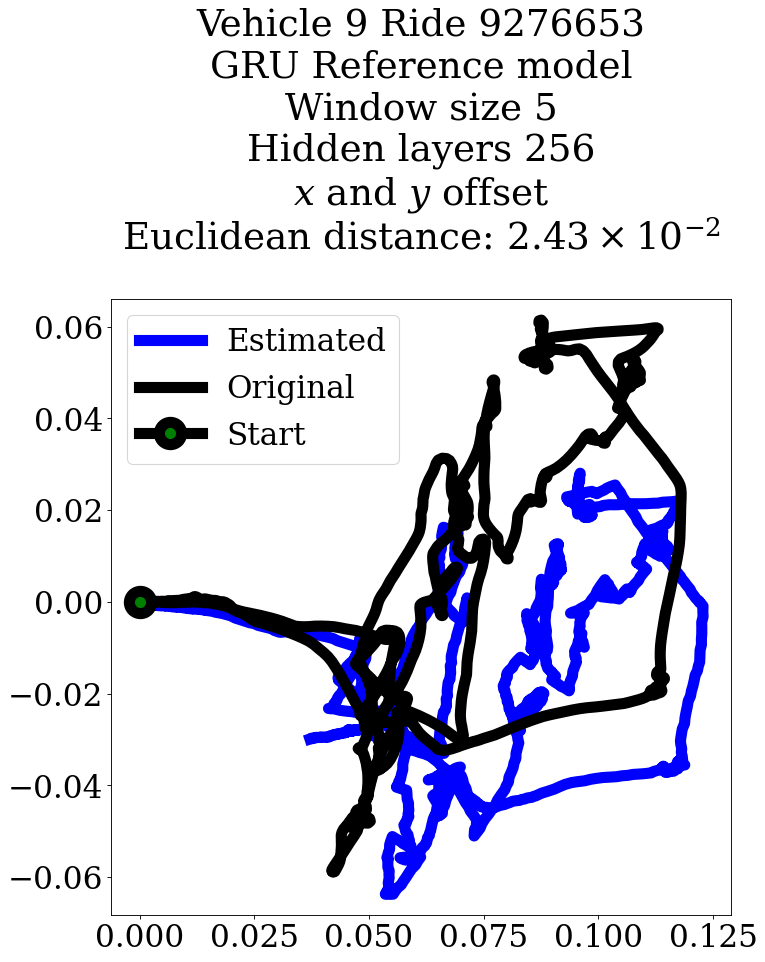 Vehicle 9 Ride 9276653
GRU Reference model
Window size 5
Hidden layers 256
x and y offset
Euclidean distance: 2.43 × 10⁻²
Estimated
Original
Start
0.06
0.04
0.02
0.00
−0.02
−0.04
−0.06
0.000 0.025 0.050 0.075 0.100 0.125